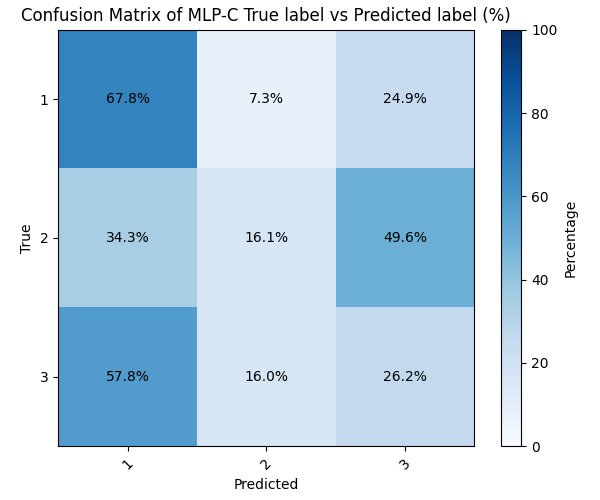 Confusion Matrix of MLP-C True label vs Predicted label (%)
100
1 67.8% 7.3% 24.9%
80
60
True 2 34.3% 16.1% 49.6%
Percentage
40
3 57.8% 16.0% 26.2%
20
0
1 2 3
Predicted